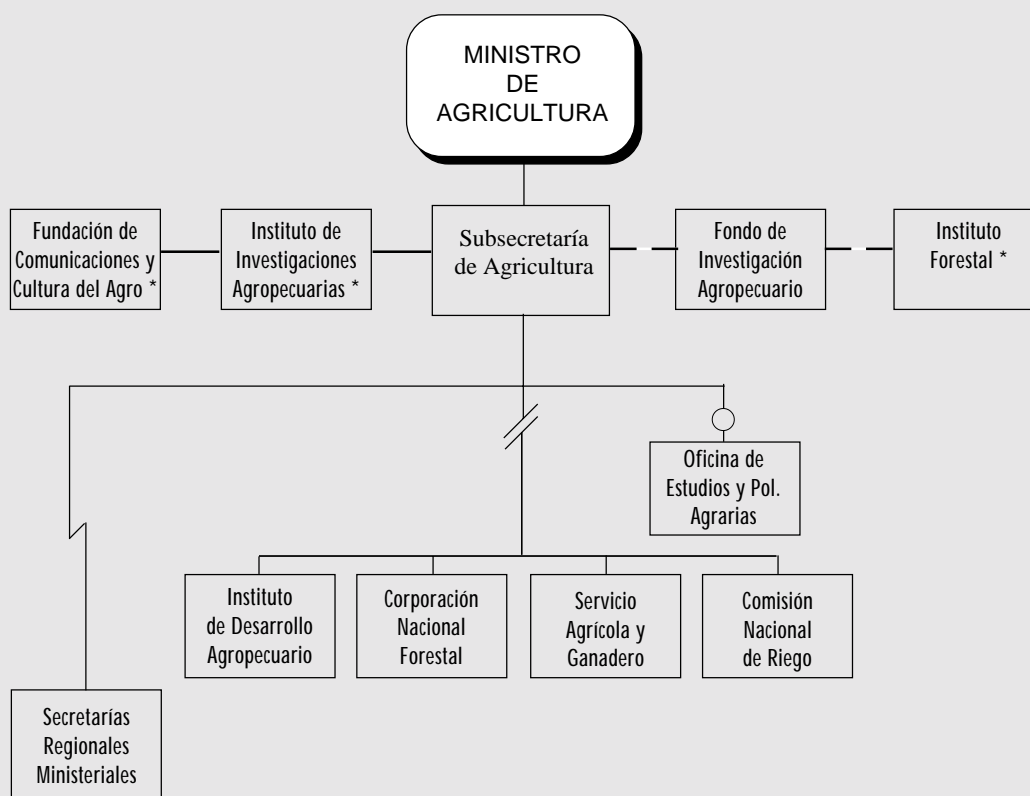 MINISTRO
DE
AGRICULTURA
Fundación de
Comunicaciones y
Cultura del Agro *
Instituto de
Investigaciones
Agropecuarias *
Subsecretaría
de Agricultura
Fondo de
Investigación
Agropecuario
Instituto
Forestal *
Oficina de
Estudios y Pol.
Agrarias
Instituto
de Desarrollo
Agropecuario
Corporación
Nacional
Forestal
Servicio
Agrícola y
Ganadero
Comisión
Nacional
de Riego
Secretarías
Regionales
Ministeriales